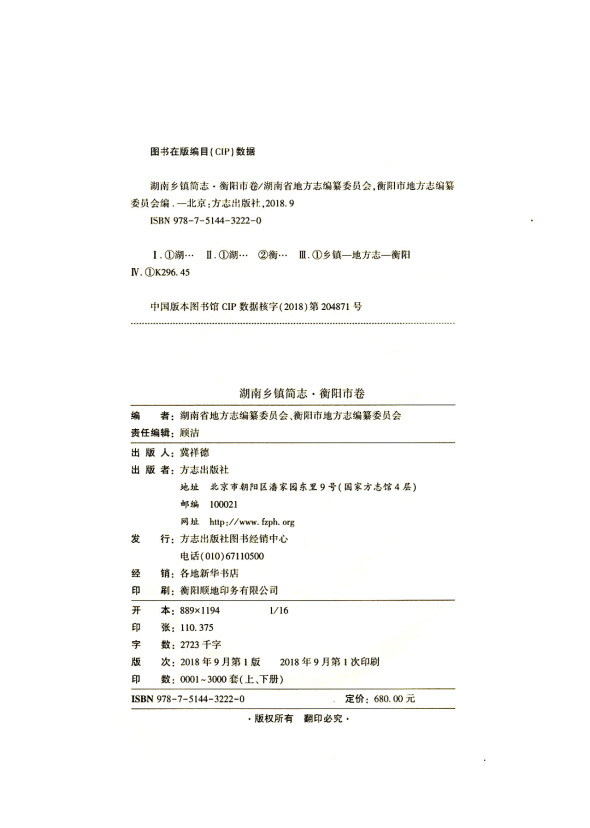 图书在版编目(CIP)数据
湖南乡镇简志·衡阳市卷/湖南省地方志编纂委员会,衡阳市地方志编纂
委员会编.—北京:方志出版社,2018.9
ISBN 978-7-5144-3222-0
Ⅰ.①湖… Ⅱ.①湖… ②衡… Ⅲ.①乡镇—地方志—衡阳
Ⅳ.①K296.45
中国版本图书馆CIP数据核字(2018)第204871号
湖南乡镇简志·衡阳市卷
编 者:湖南省地方志编纂委员会、衡阳市地方志编纂委员会
责任编辑:顾洁
出 版 人:冀祥德
出 版 者:方志出版社
地址 北京市朝阳区潘家园东里9号(国家方志馆4层)
邮编 100021
网址 http://www.fzph.org
发 行:方志出版社图书经销中心
电话(010)67110500
经 销:各地新华书店
印 刷:衡阳顺地印务有限公司
开 本:889×1194 1/16
印 张:110.375
字 数:2723千字
版 次:2018年9月第1版 2018年9月第1次印刷
印 数:0001~3000套(上、下册)
ISBN 978-7-5144-3222-0 定价:680.00元
·版权所有 翻印必究·